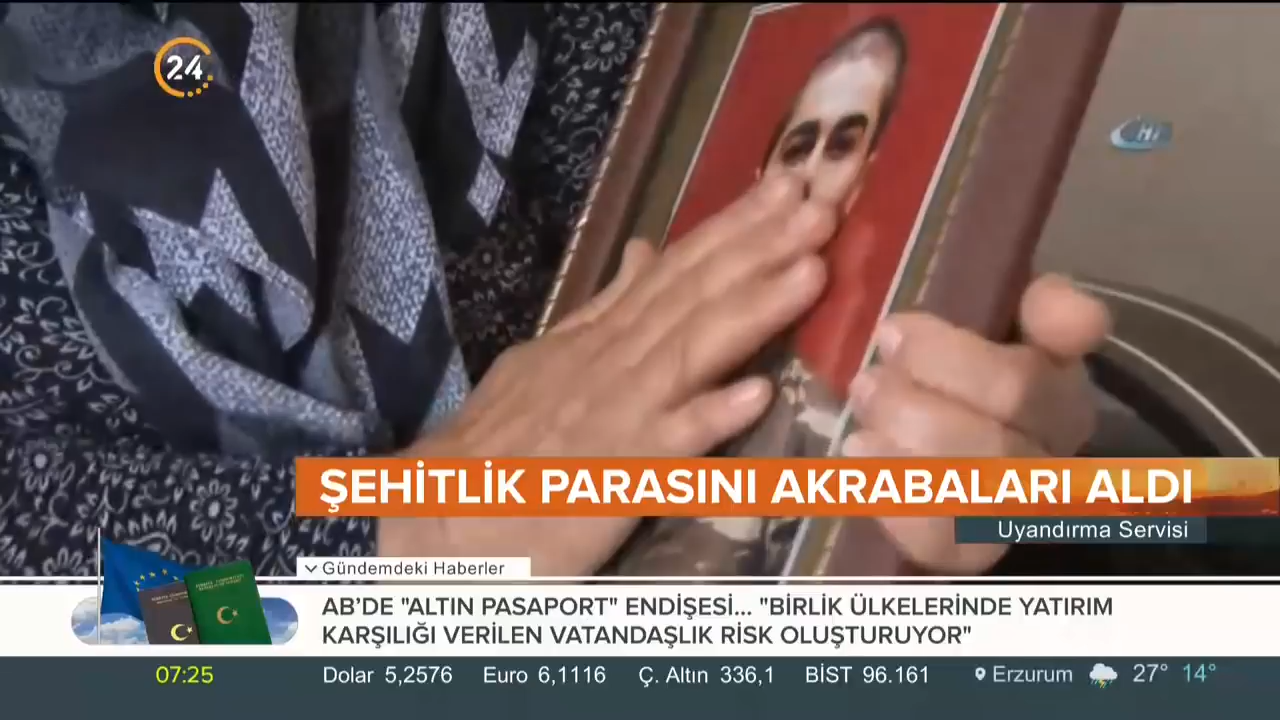 24
ŞEHİTLİK PARASINI AKRABALARI ALDI
Uyandırma Servisi
Gündemdeki Haberler
AB'DE "ALTIN PASAPORT" ENDİŞESİ... "BİRLİK ÜLKELERİNDE YATIRIM
KARŞILIĞI VERİLEN VATANDAŞLIK RİSK OLUŞTURUYOR"
07:25 Dolar 5,2576 Euro 6,1116 Ç. Altın 336,1 BİST 96.161 Erzurum 27° 14°